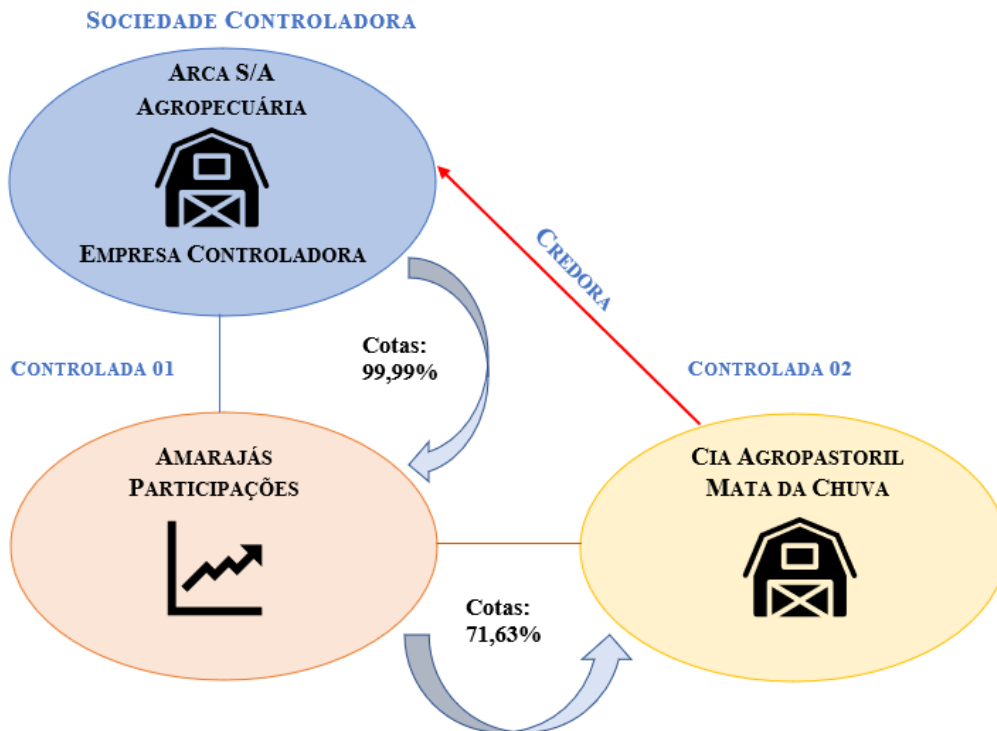 SOCIEDADE CONTROLADORA
ARCA S/A
AGROPECUÁRIA
EMPRESA CONTROLADORA
CREDORA
Cotas:
99,99%
CONTROLADA 01
CONTROLADA 02
AMARAJÁS
PARTICIPAÇÕES
CIA AGROPASTORIL
MATA DA CHUVA
Cotas:
71,63%